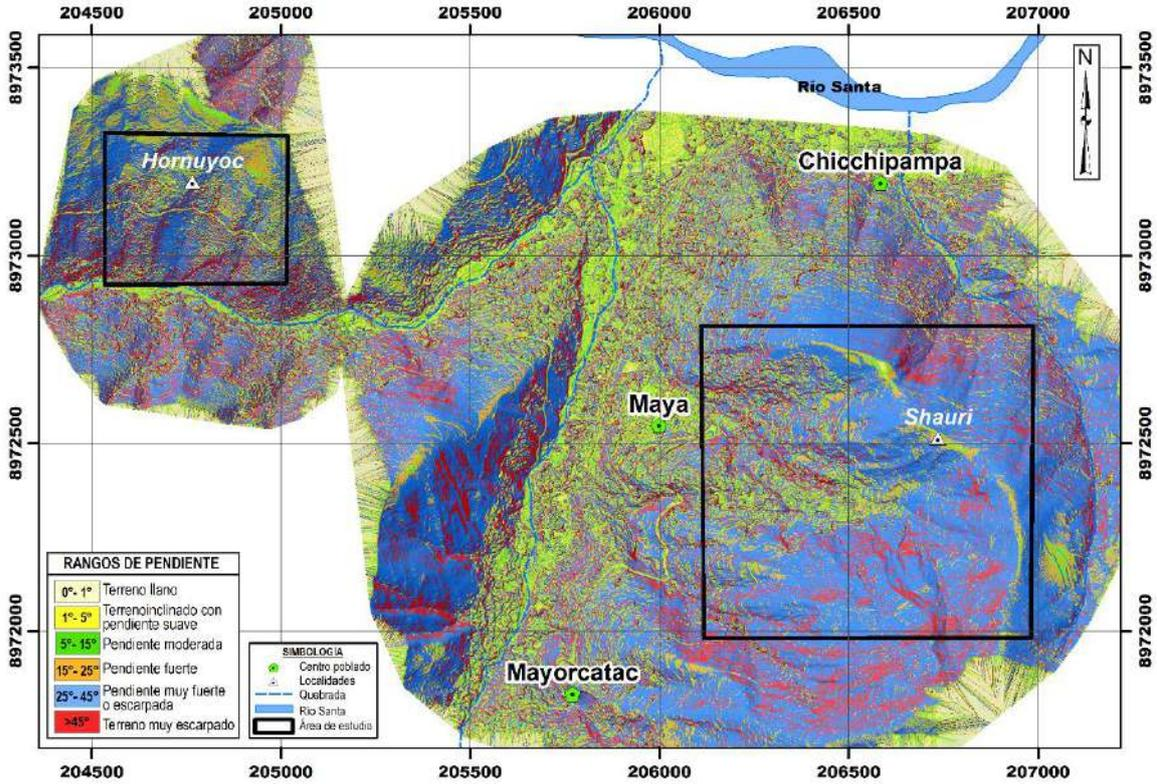 204500 205000 205500 206000 206500 207000
8973500
8973500
N
Río Santa
Hornuyoc
Chicchipampa
8973000
8973000
Maya
Shauri
8972500
8972500
RANGOS DE PENDIENTE
0°- 1° Terreno llano
1°- 5° Terrenoinclinado con
pendiente suave
5°- 15° Pendiente moderada
15°- 25° Pendiente fuerte
25°- 45° Pendiente muy fuerte
o escarpada
>45° Terreno muy escarpado
SIMBOLOGÍA
Centro poblado
Localidades
Quebrada
Río Santa
Área de estudio
Mayorcatac
8972000
8972000
204500 205000 205500 206000 206500 207000